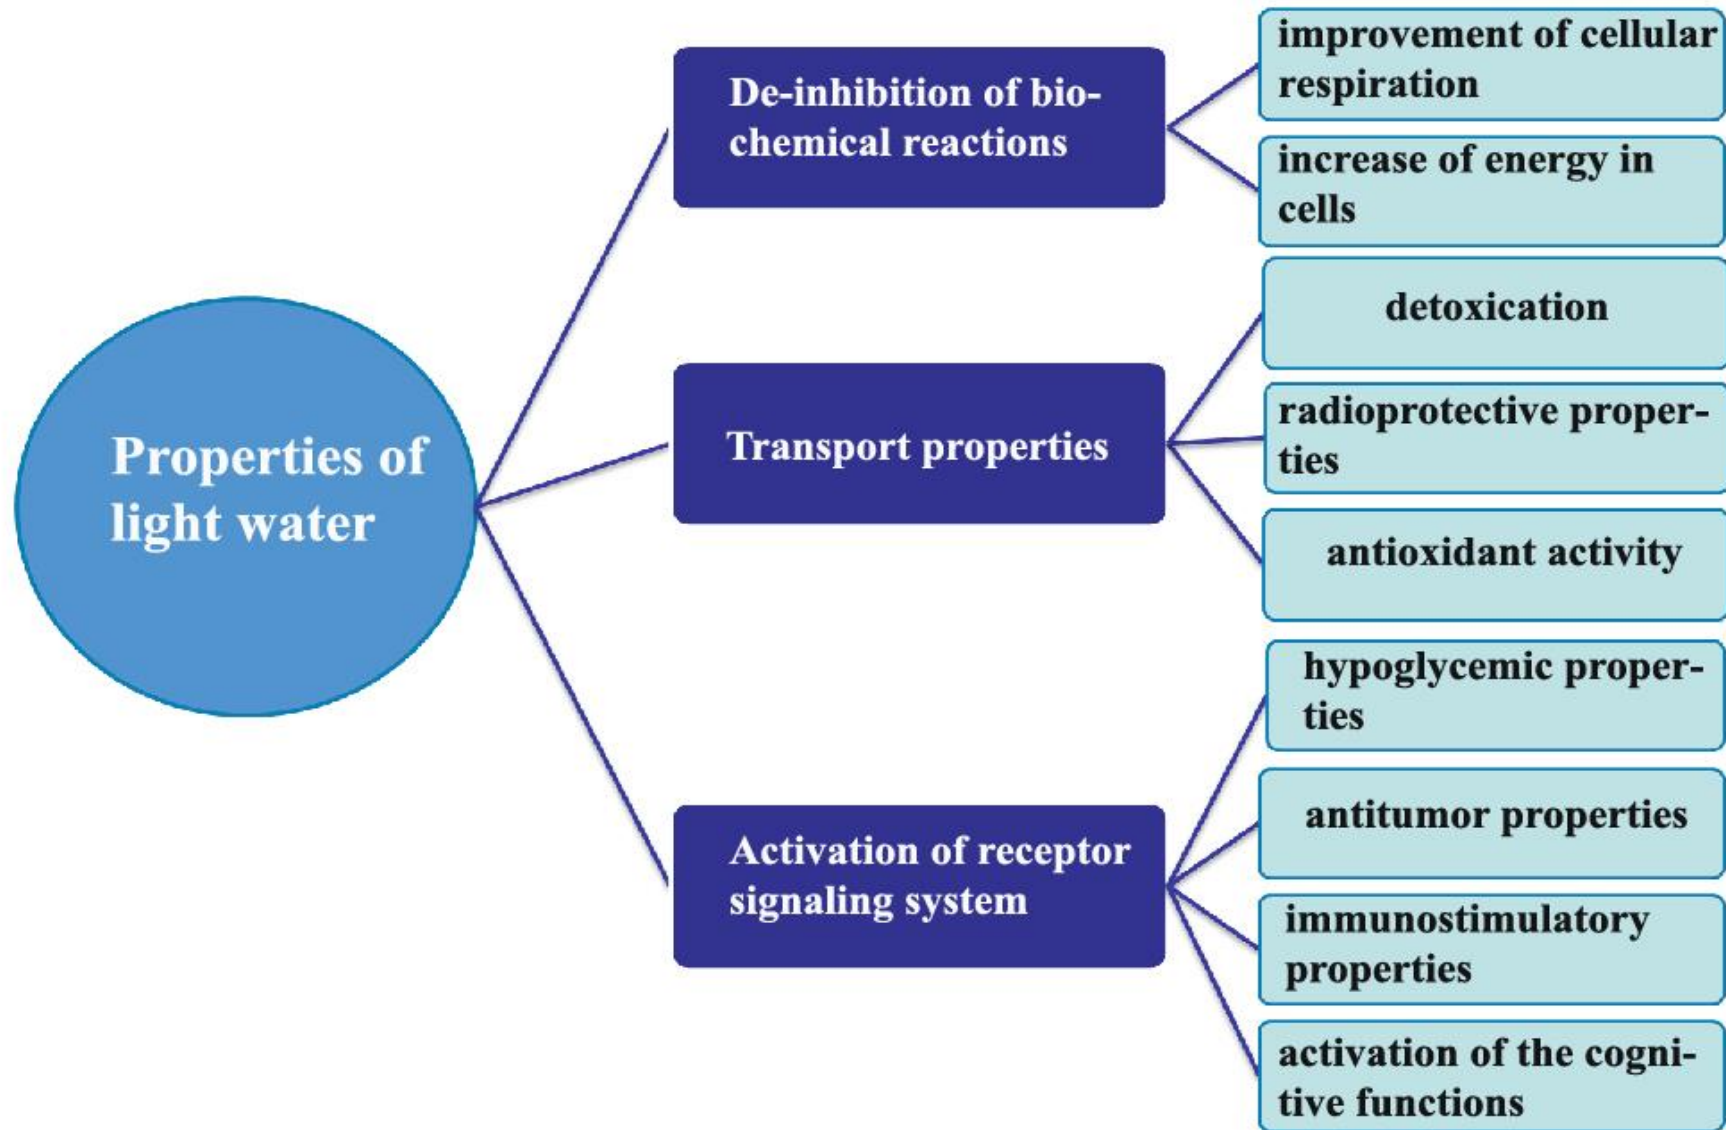 Properties of
light water
De-inhibition of bio-
chemical reactions
improvement of cellular
respiration
increase of energy in
cells
Transport properties
detoxication
radioprotective proper-
ties
antioxidant activity
Activation of receptor
signaling system
hypoglycemic proper-
ties
antitumor properties
immunostimulatory
properties
activation of the cogni-
tive functions